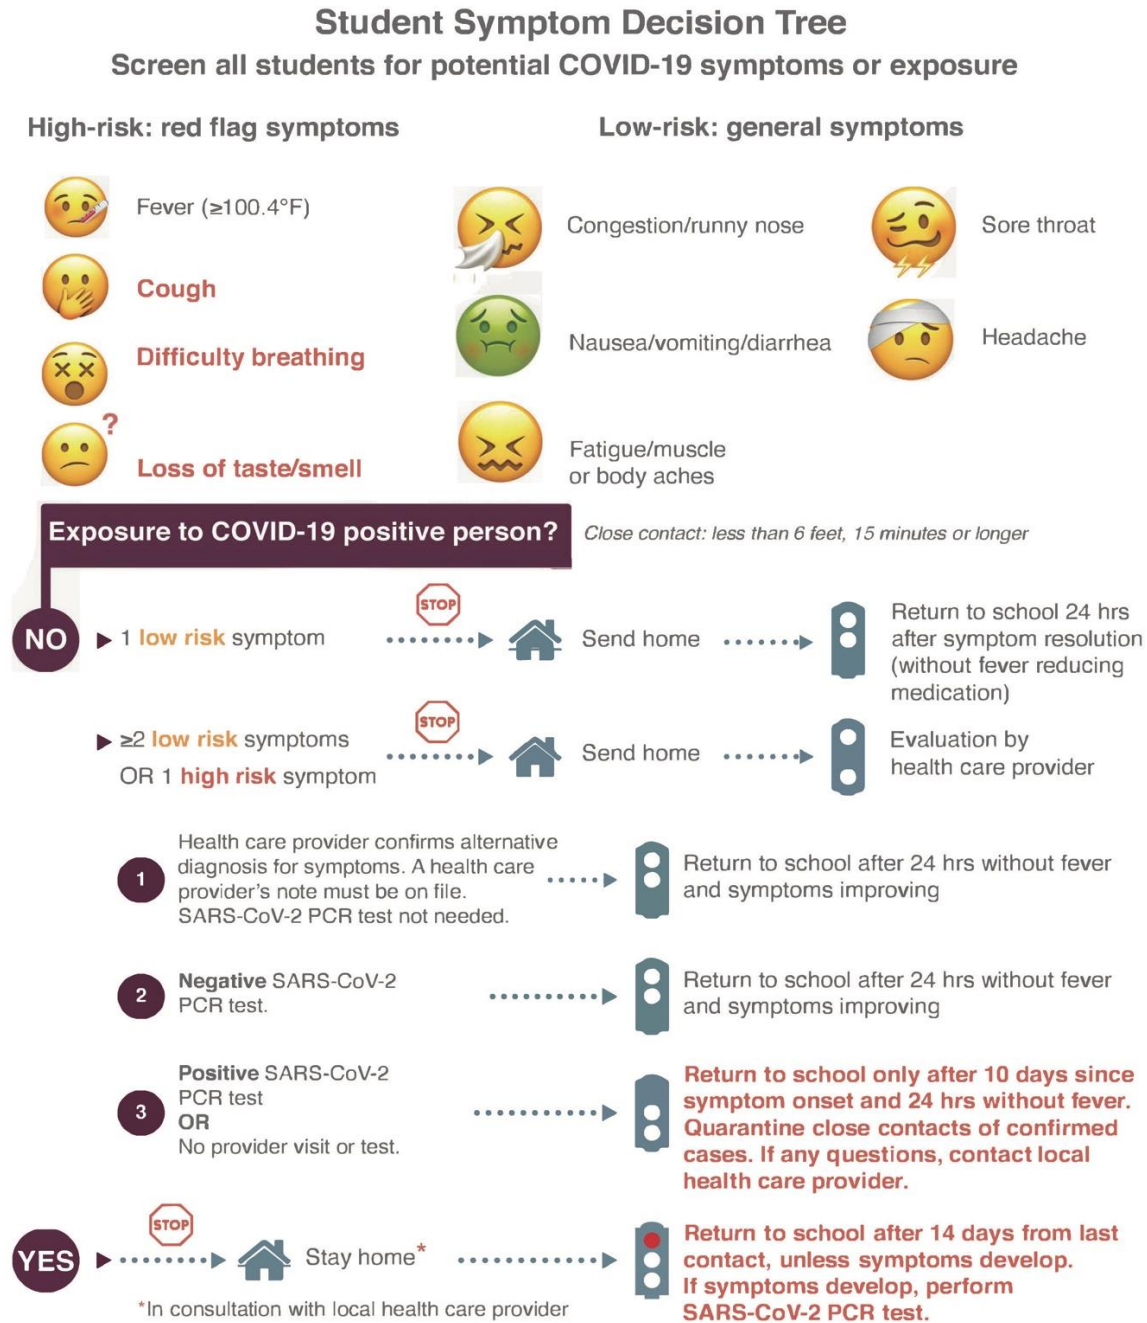 Student Symptom Decision Tree
Screen all students for potential COVID-19 symptoms or exposure
High-risk: red flag symptoms
Fever (≥100.4°F)
Cough
Difficulty breathing
?
Loss of taste/smell
Low-risk: general symptoms
Congestion/runny nose
Sore throat
Nausea/vomiting/diarrhea
Headache
Fatigue/muscle
or body aches
Exposure to COVID-19 positive person?
Close contact: less than 6 feet, 15 minutes or longer
NO
1 low risk symptom
STOP
Send home
Return to school 24 hrs
after symptom resolution
(without fever reducing
medication)
≥2 low risk symptoms
OR 1 high risk symptom
STOP
Send home
Evaluation by
health care provider
1
Health care provider confirms alternative
diagnosis for symptoms. A health care
provider's note must be on file.
SARS-CoV-2 PCR test not needed.
Return to school after 24 hrs without fever
and symptoms improving
2
Negative SARS-CoV-2
PCR test.
Return to school after 24 hrs without fever
and symptoms improving
3
Positive SARS-CoV-2
PCR test
OR
No provider visit or test.
Return to school only after 10 days since
symptom onset and 24 hrs without fever.
Quarantine close contacts of confirmed
cases. If any questions, contact local
health care provider.
YES
STOP
Stay home*
Return to school after 14 days from last
contact, unless symptoms develop.
If symptoms develop, perform
SARS-CoV-2 PCR test.
*In consultation with local health care provider